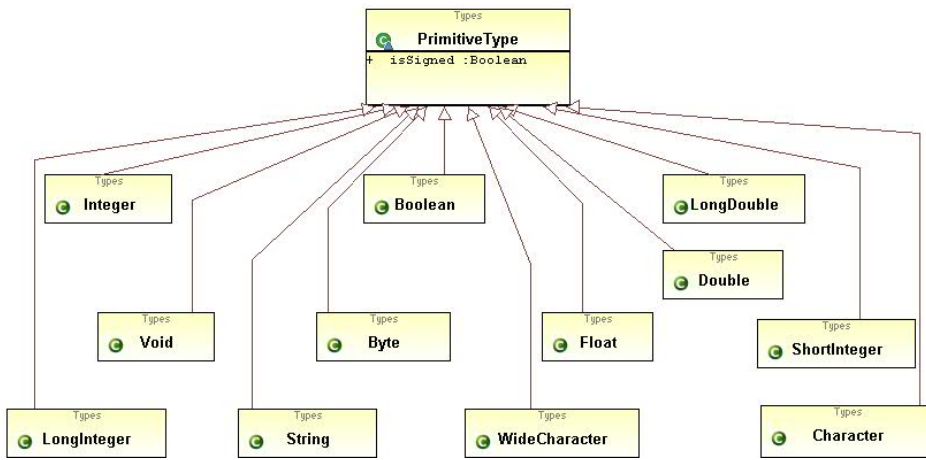 Types
PrimitiveType
+ isSigned :Boolean
Types
Integer
Types
Boolean
Types
LongDouble
Types
Double
Types
Void
Types
Byte
Types
Float
Types
ShortInteger
Types
LongInteger
Types
String
Types
WideCharacter
Types
Character